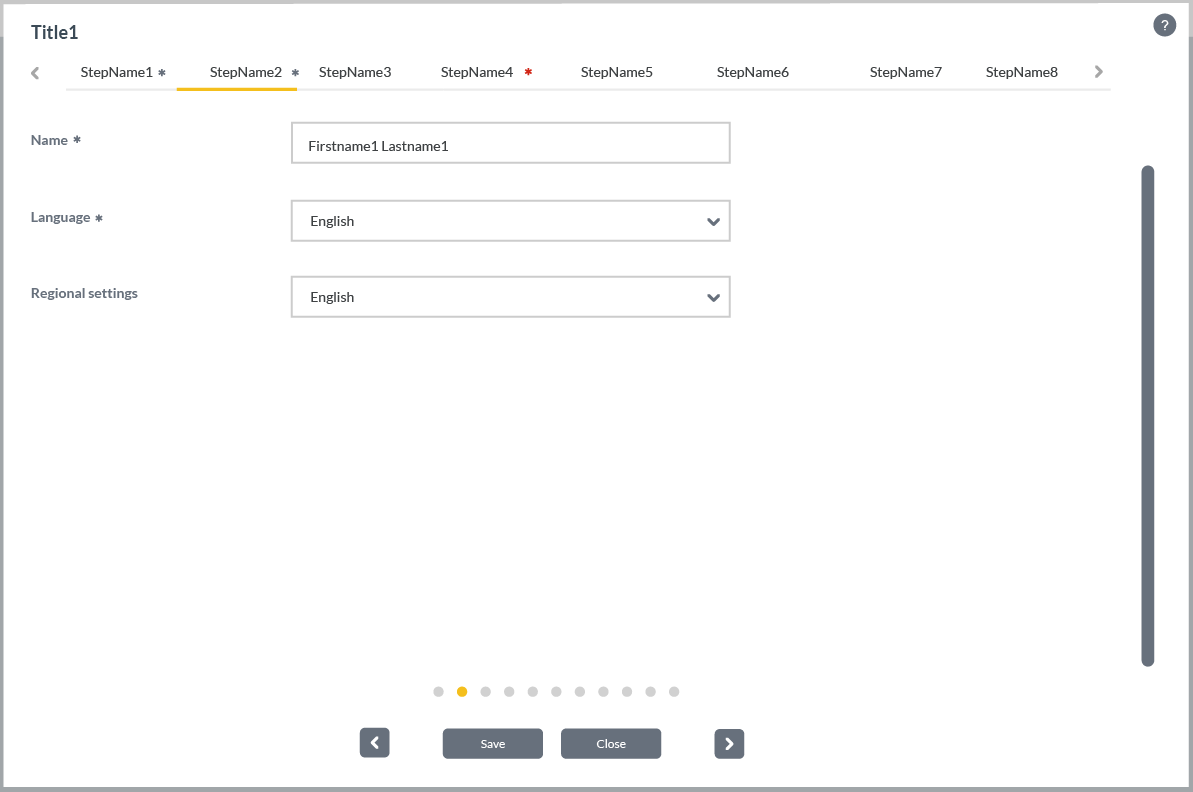 Title1
?
StepName1 * StepName2 * StepName3 StepName4 * StepName5 StepName6 StepName7 StepName8
Name *
Firstname1 Lastname1
Language *
English
Regional settings
English
Save
Close